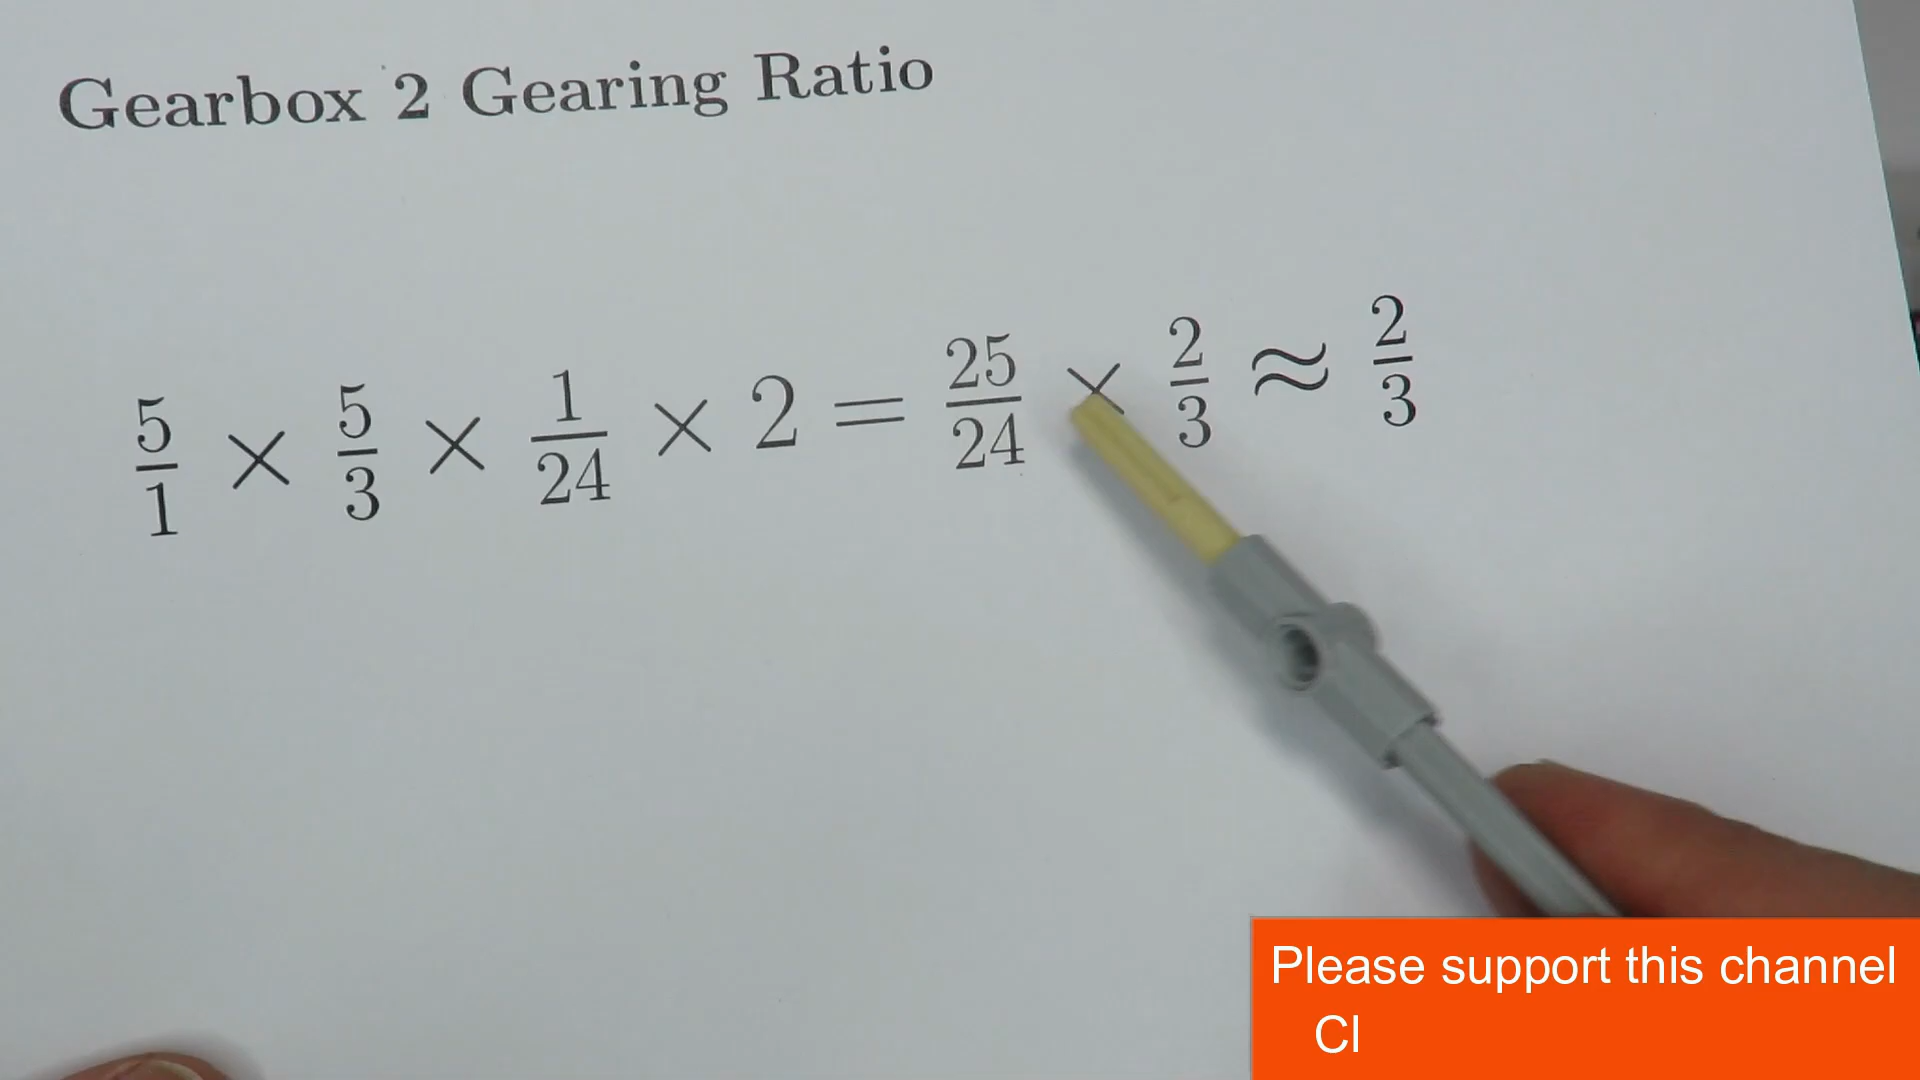 Gearbox 2 Gearing Ratio
5/1 × 5/3 × 1/24 × 2 = 25/24 × 2/3 ≈ 2/3
Please support this channel
Cl